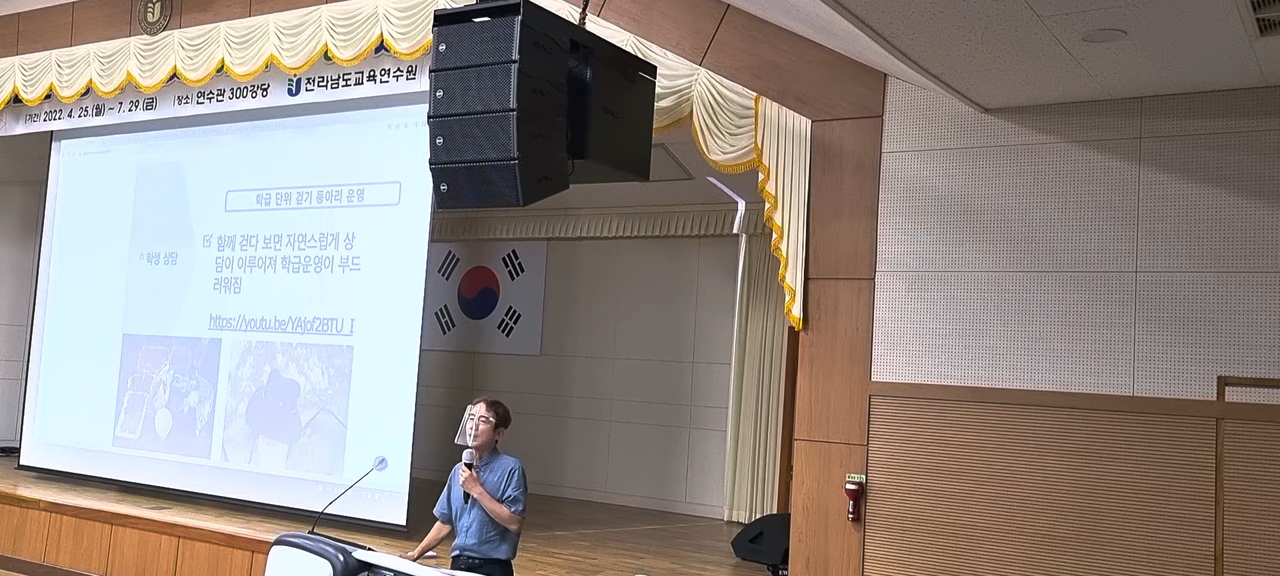 |기간| 2022. 4. 25.(월) ~ 7. 29.(금) |장소| 연수관 300강당 전라남도교육연수원
학급 단위 걷기 동아리 운영
학생 상담
함께 걷다 보면 자연스럽게 상
담이 이루어져 학급운영이 부드
러워짐
https://youtu.be/YAjof2BTU_I